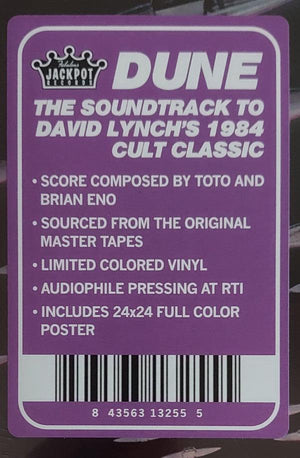 Fabulous
JACKPOT
RECORDS
DUNE
THE SOUNDTRACK TO
DAVID LYNCH'S 1984
CULT CLASSIC
• SCORE COMPOSED BY TOTO AND
BRIAN ENO
• SOURCED FROM THE ORIGINAL
MASTER TAPES
• LIMITED COLORED VINYL
• AUDIOPHILE PRESSING AT RTI
• INCLUDES 24x24 FULL COLOR
POSTER
8 43563 13255 5